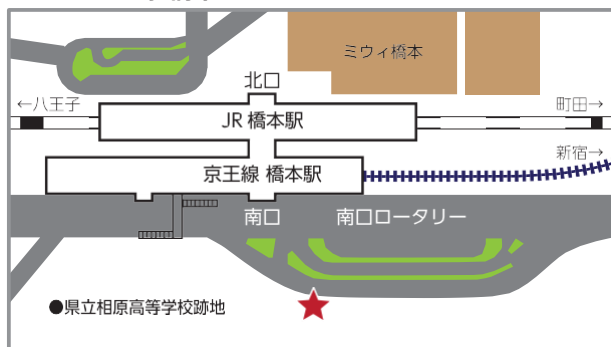 ミウィ橋本
北口
←八王子
町田→
JR 橋本駅
新宿→
京王線 橋本駅
南口
南口ロータリー
●県立相原高等学校跡地